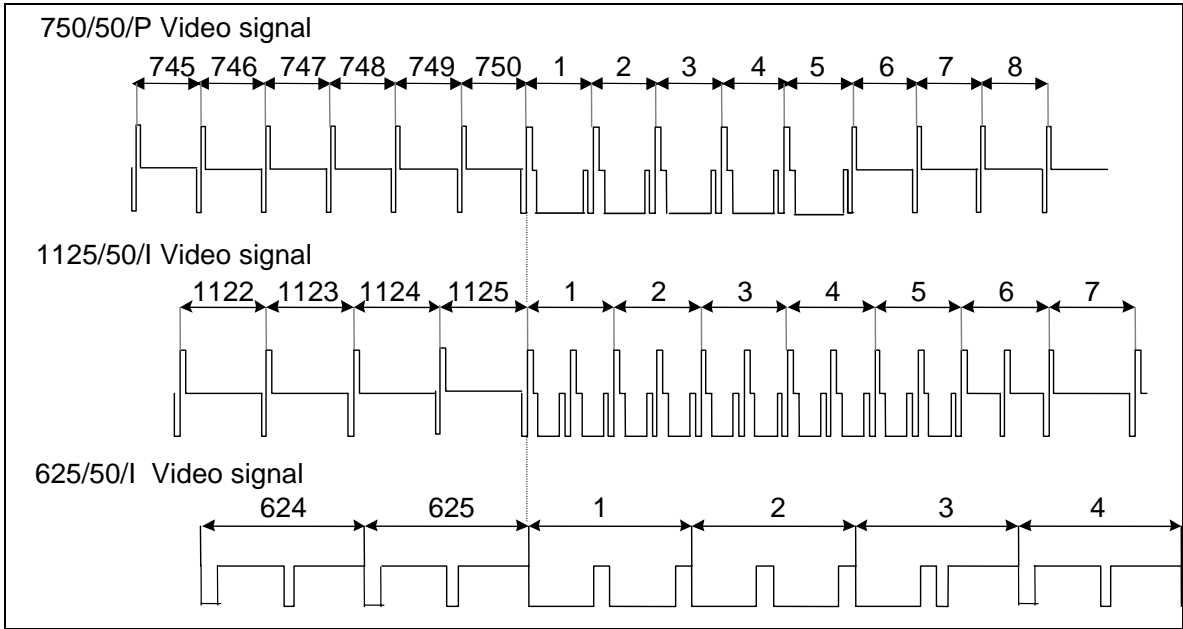 750/50/P Video signal
745 746 747 748 749 750 1 2 3 4 5 6 7 8
1125/50/I Video signal
1122 1123 1124 1125 1 2 3 4 5 6 7
625/50/I Video signal
624 625 1 2 3 4